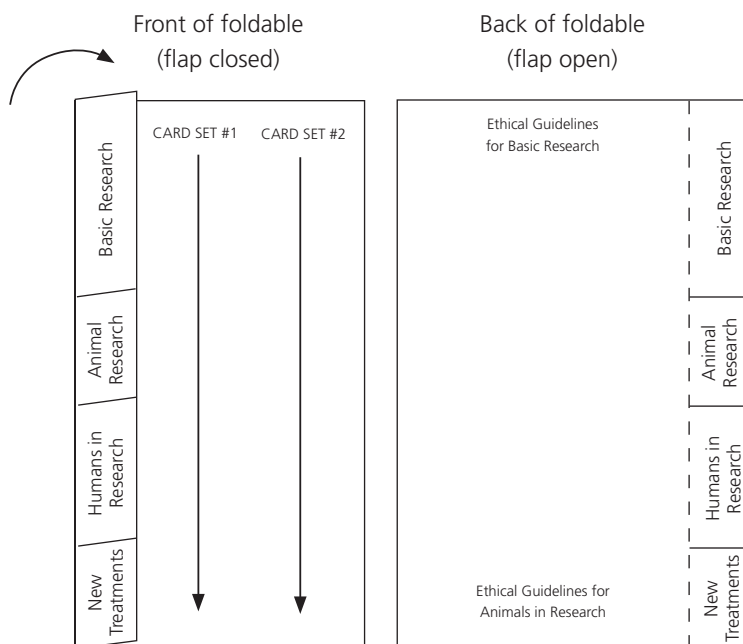 Front of foldable
(flap closed)
Back of foldable
(flap open)
CARD SET #1
CARD SET #2
Basic Research
Animal
Research
Humans in
Research
New
Treatments
Ethical Guidelines
for Basic Research
Ethical Guidelines for
Animals in Research
Basic Research
Animal
Research
Humans in
Research
New
Treatments